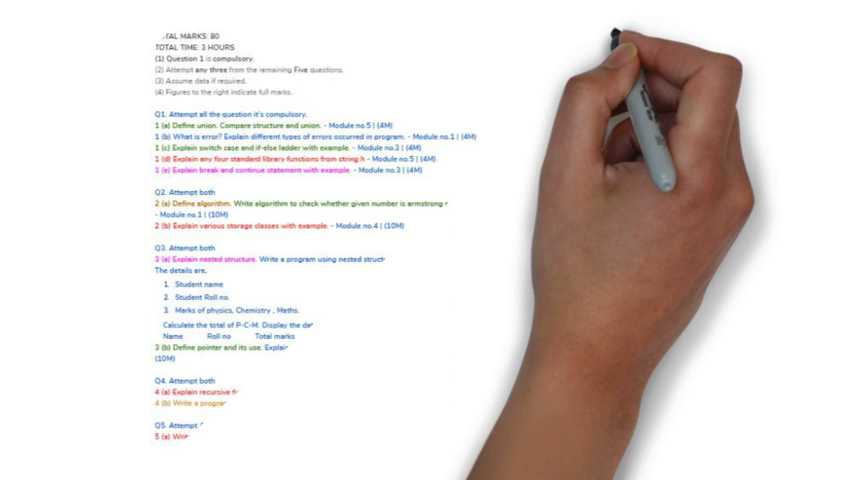 TOTAL TIME: 3 HOURS
(1) Question 1 is compulsory.
(2) Attempt any three from the remaining Five questions.
(3) Assume data if required.
(4) Figures to the right indicate full marks.
Q1. Attempt all the question it's compulsory.
1 (a) Define union. Compare structure and union. - Module no.5 | (4M)
1 (b) What is error? Explain different types of errors occurred in program. - Module no.1 | (4M)
1 (c) Explain switch case and if-else ladder with example. - Module no.3 | (4M)
1 (d) Explain any four standard library functions from string.h - Module no.5 | (4M)
1 (e) Explain break and continue statement with example. - Module no.3 | (4M)
Q2. Attempt both
2 (a) Define algorithm. Write algorithm to check whether given number is armstrong
- Module no.1 | (10M)
2 (b) Explain various storage classes with example. - Module no.4 | (10M)
Q3. Attempt both
3 (a) Explain nested structure. Write a program using nested
The details are,
1. Student name
2. Student Roll no.
3. Marks of physics, Chemistry , Maths.
Calculate the total of P-C-M. Display the
Name Roll no Total marks
3 (b) Define pointer and its use.
(10M)
Q4. Attempt both
4 (a) Explain recursive
4 (b) Write a
Q5. Attempt
5 (a)